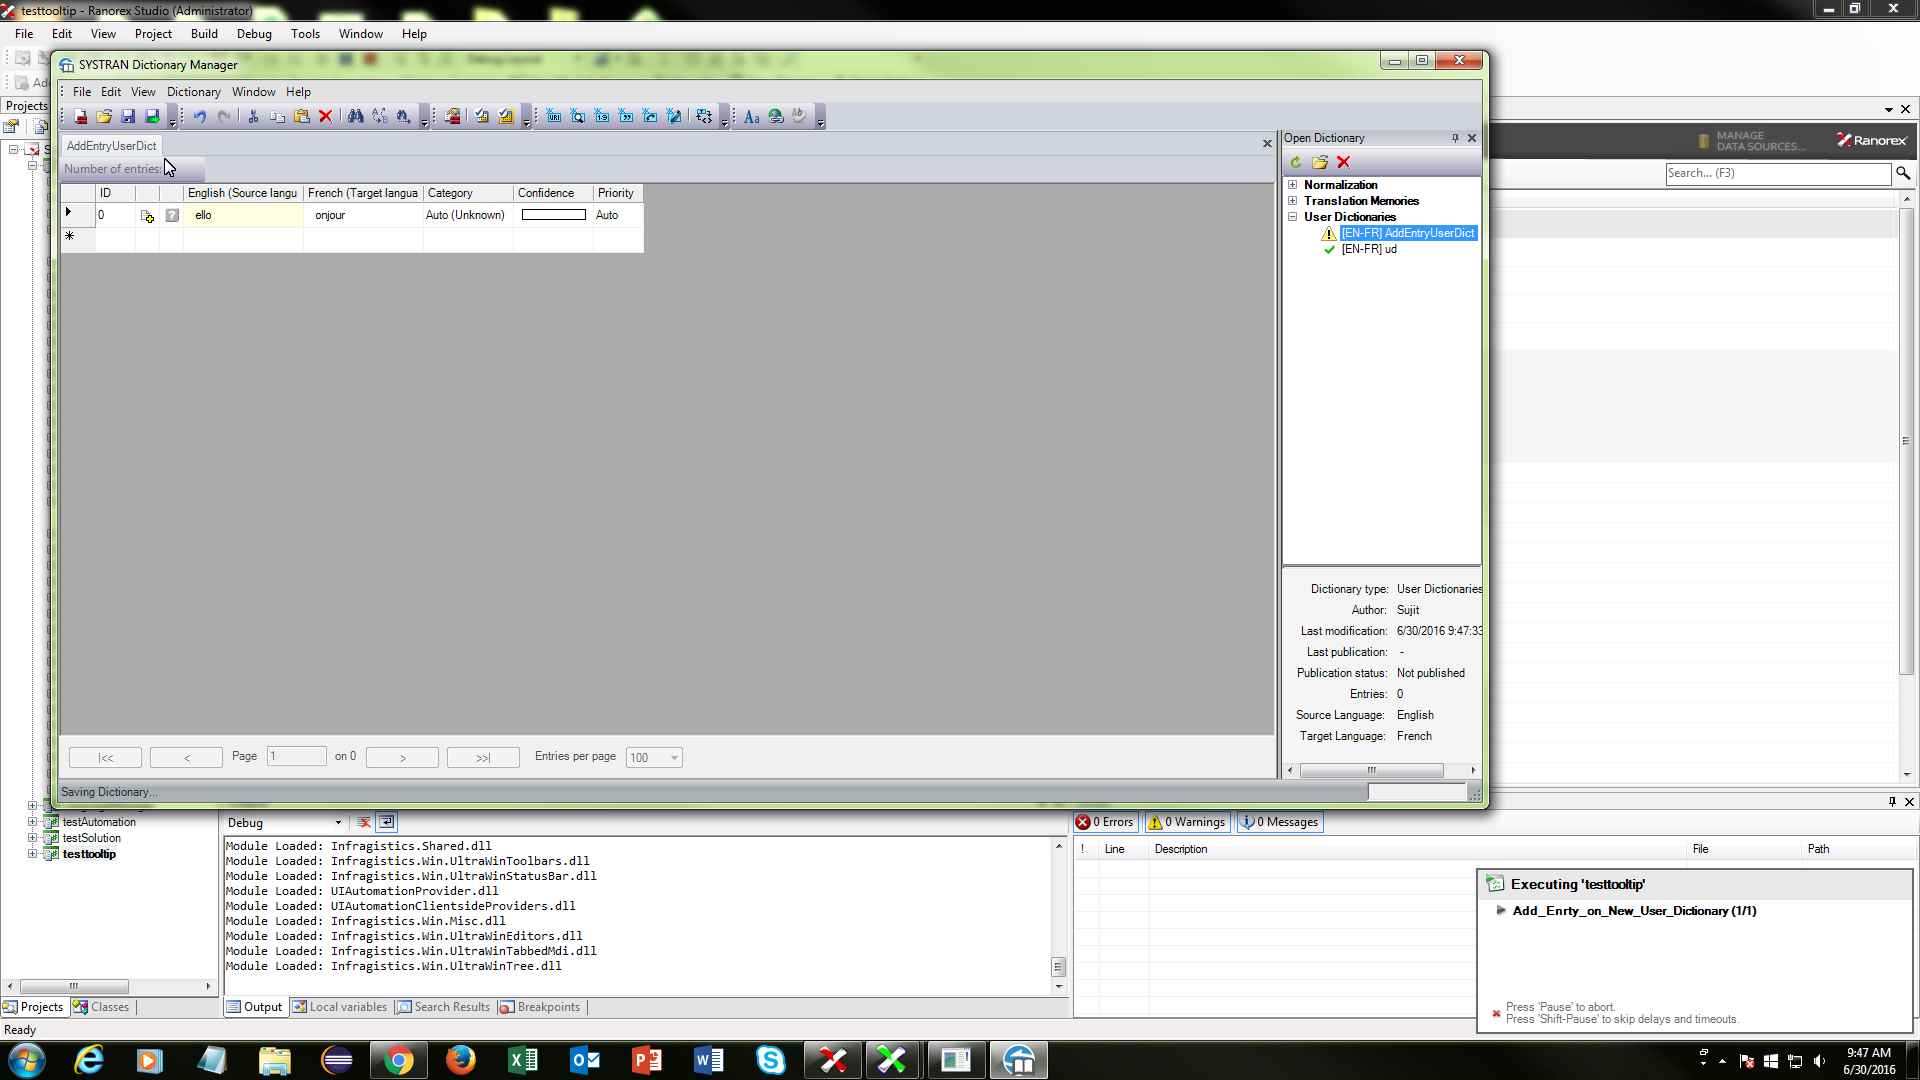 testtooltip - Ranorex Studio (Administrator)
File Edit View Project Build Debug Tools Window Help
SYSTRAN Dictionary Manager
File Edit View Dictionary Window Help
Projects
AddEntryUserDict
Number of entries:
ID English (Source langu French (Target langua Category Confidence Priority
0 ello onjour Auto (Unknown) Auto
Open Dictionary
Normalization
Translation Memories
User Dictionaries
[EN-FR] AddEntryUserDict
[EN-FR] ud
MANAGE
DATA SOURCES...
Ranorex
Search... (F3)
Dictionary type: User Dictionaries
Author: Sujit
Last modification: 6/30/2016 9:47:33
Last publication: -
Publication status: Not published
Entries: 0
Source Language: English
Target Language: French
|<< < Page 1 on 0 > >>| Entries per page 100
Saving Dictionary...
testAutomation
testSolution
testtooltip
Debug
Module Loaded: Infragistics.Shared.dll
Module Loaded: Infragistics.Win.UltraWinToolbars.dll
Module Loaded: Infragistics.Win.UltraWinStatusBar.dll
Module Loaded: UIAutomationProvider.dll
Module Loaded: UIAutomationClientsideProviders.dll
Module Loaded: Infragistics.Win.Misc.dll
Module Loaded: Infragistics.Win.UltraWinEditors.dll
Module Loaded: Infragistics.Win.UltraWinTabbedMdi.dll
Module Loaded: Infragistics.Win.UltraWinTree.dll
0 Errors 0 Warnings 0 Messages
! Line Description File Path
Executing 'testtooltip'
Add_Enrty_on_New_User_Dictionary (1/1)
Press 'Pause' to abort.
Press 'Shift-Pause' to skip delays and timeouts.
Projects Classes
Output Local variables Search Results Breakpoints
Ready
9:47 AM
6/30/2016